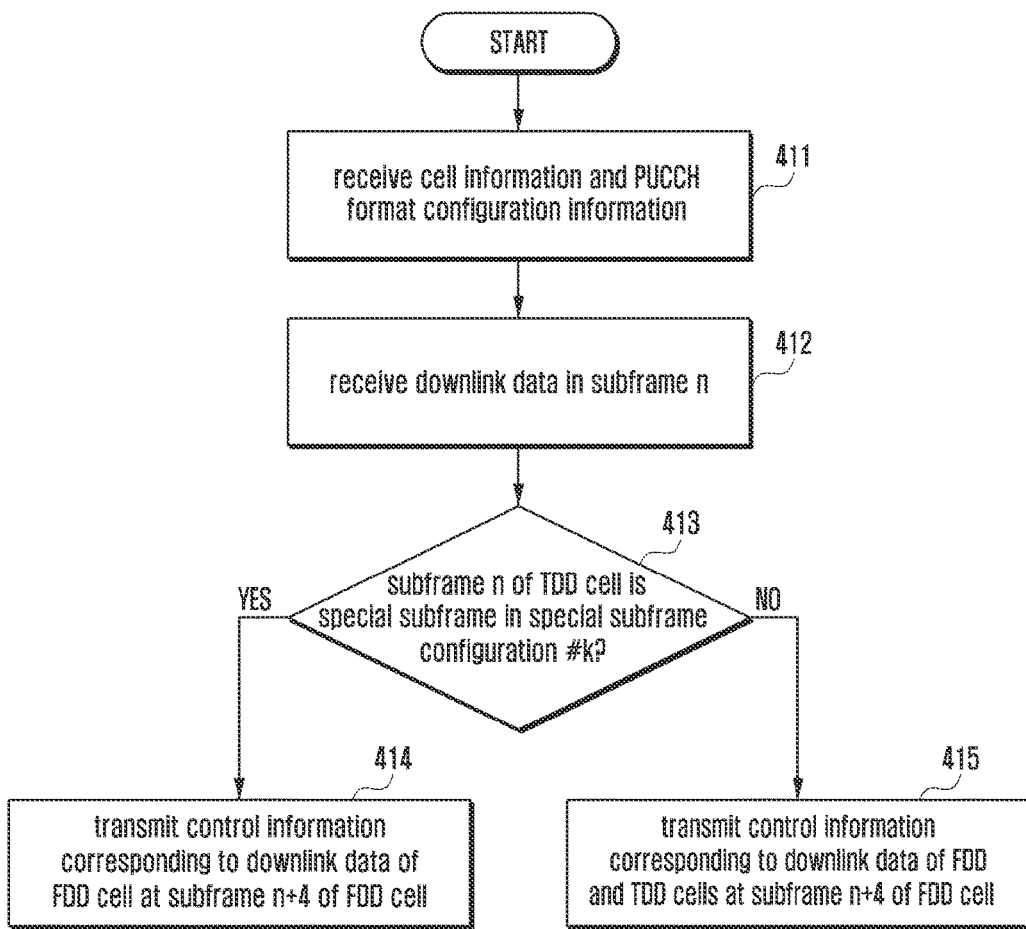 START
411
receive cell information and PUCCH
format configuration information
412
receive downlink data in subframe n
413
subframe n of TDD cell is
special subframe in special subframe
configuration #k?
YES
NO
414
transmit control information
corresponding to downlink data of
FDD cell at subframe n+4 of FDD cell
415
transmit control information
corresponding to downlink data of FDD
and TDD cells at subframe n+4 of FDD cell